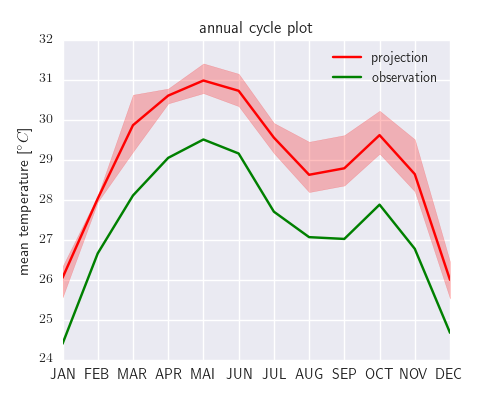 annual cycle plot
projection
observation
mean temperature [°C]
32
31
30
29
28
27
26
25
24
JAN FEB MAR APR MAI JUN JUL AUG SEP OCT NOV DEC